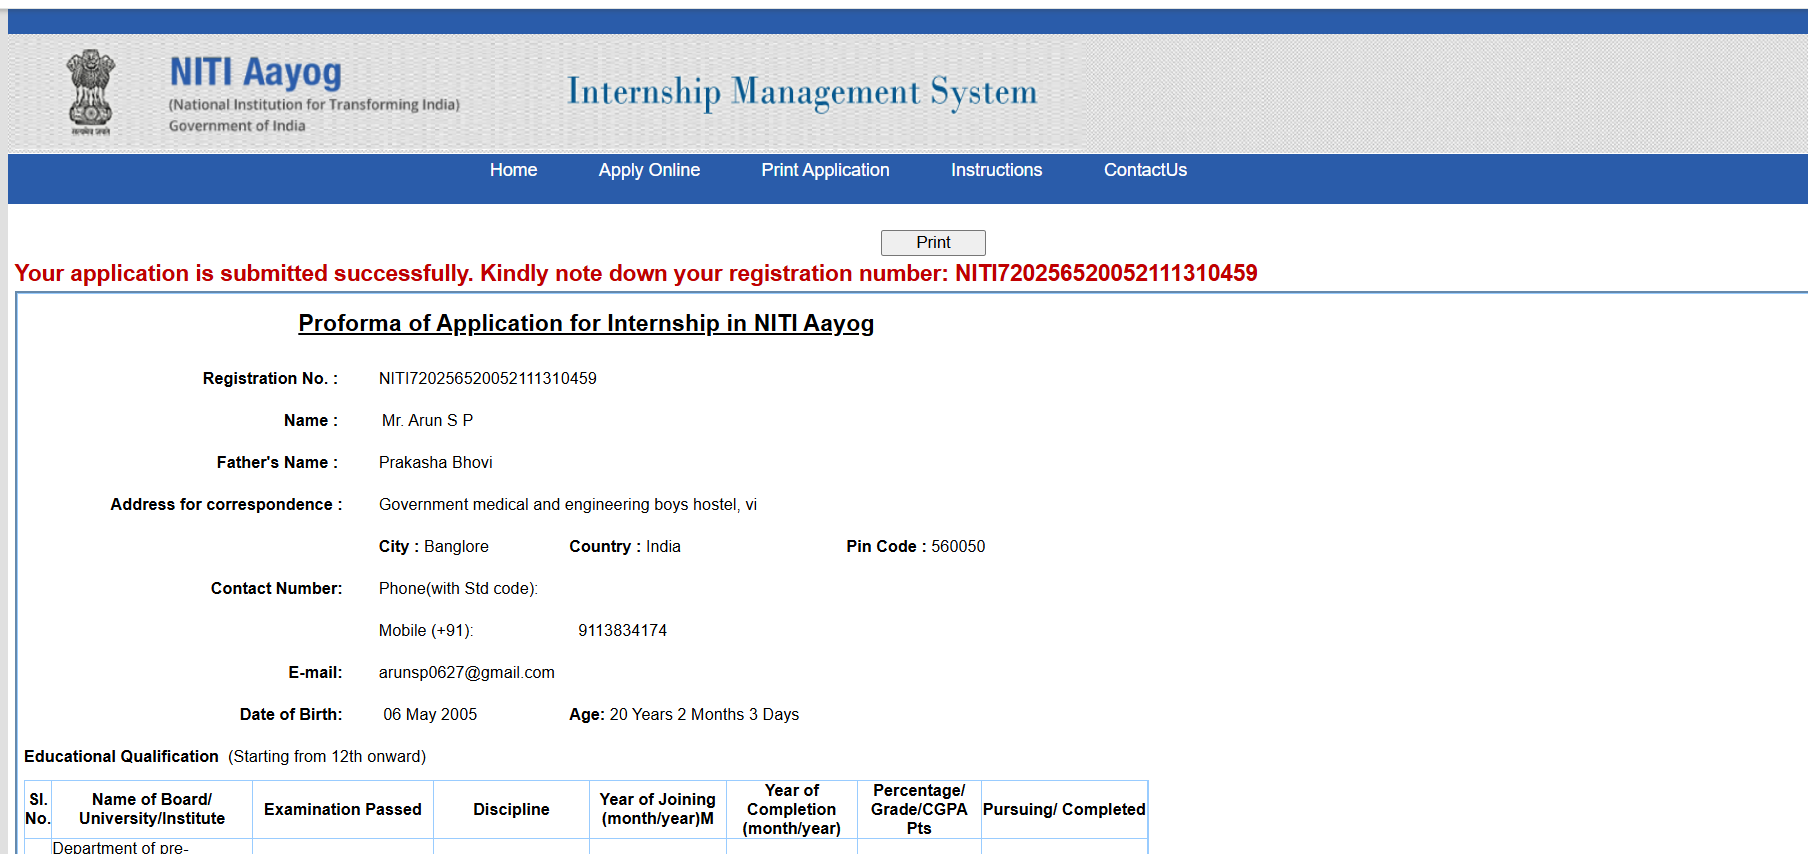 NITI Aayog
(National Institution for Transforming India)
Government of India
Internship Management System
Home Apply Online Print Application Instructions ContactUs
Print
Your application is submitted successfully. Kindly note down your registration number: NITI720256520052111310459
Proforma of Application for Internship in NITI Aayog
Registration No. : NITI720256520052111310459
Name : Mr. Arun S P
Father's Name : Prakasha Bhovi
Address for correspondence : Government medical and engineering boys hostel, vi
City : Banglore Country : India Pin Code : 560050
Contact Number: Phone(with Std code):
Mobile (+91): 9113834174
E-mail: arunsp0627@gmail.com
Date of Birth: 06 May 2005 Age: 20 Years 2 Months 3 Days
Educational Qualification (Starting from 12th onward)
Sl. No. Name of Board/ University/Institute Examination Passed Discipline Year of Joining (month/year)M Year of Completion (month/year) Percentage/ Grade/CGPA Pts Pursuing/ Completed
Department of pre-